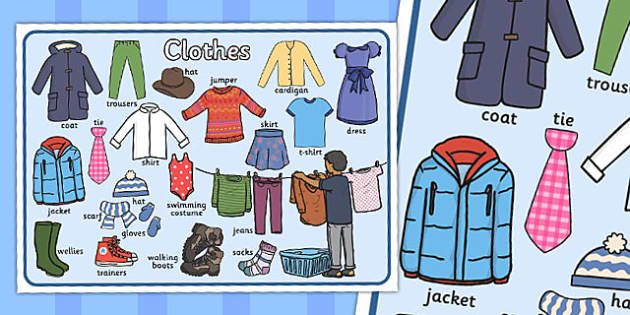 Clothes
hat
jumper
cardigan
trousers
coat
tie
shirt
skirt
t-shirt
dress
jacket
hat
scarf
gloves
swimming
costume
jeans
wellies
trainers
walking
boots
socks
trous
coat
tie
jacket
ha